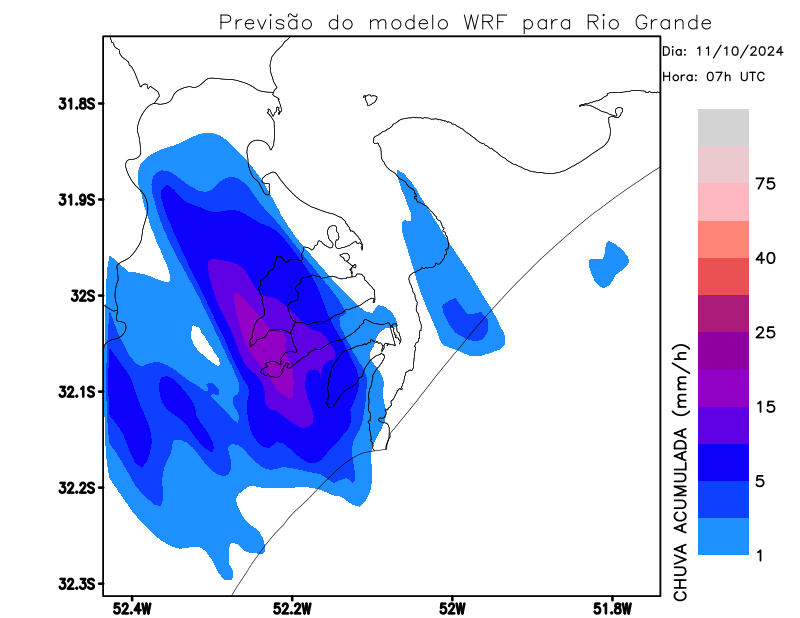 Previsão do modelo WRF para Rio Grande
Dia: 11/10/2024
Hora: 07h UTC
31.8S
31.9S
32S
32.1S
32.2S
32.3S
52.4W
52.2W
52W
51.8W
75
40
25
15
5
1
CHUVA ACUMULADA (mm/h)